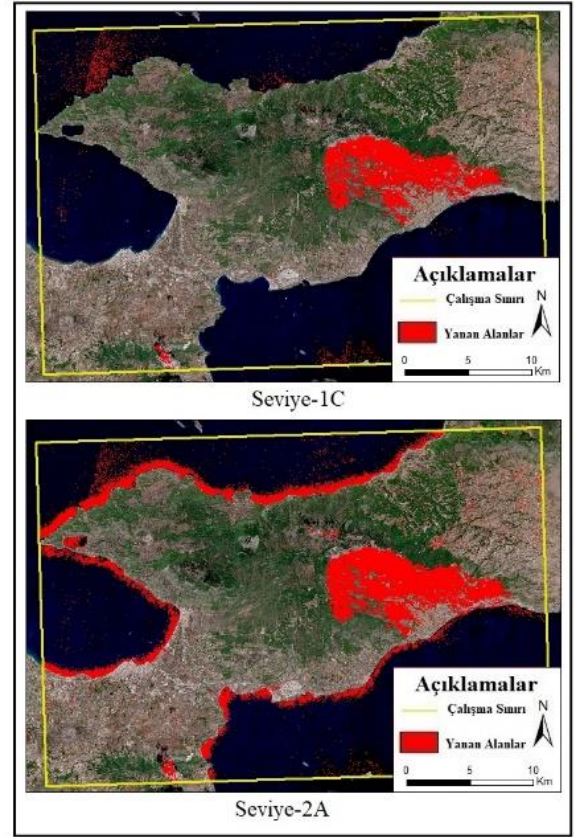 Açıklamalar
Çalışma Sınırı
N
Yanan Alanlar
0 5 10
Km
Seviye-1C
Açıklamalar
Çalışma Sınırı
N
Yanan Alanlar
0 5 10
Km
Seviye-2A